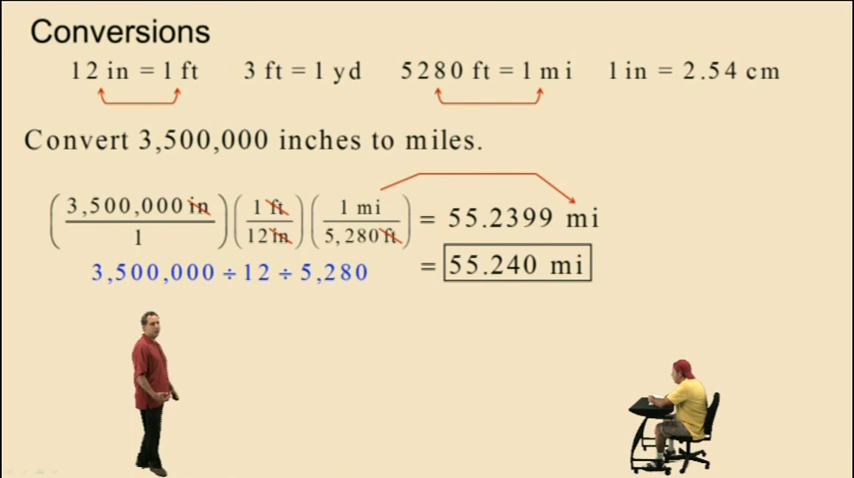 Conversions
12 in = 1 ft 3 ft = 1 yd 5280 ft = 1 mi 1 in = 2.54 cm
Convert 3,500,000 inches to miles.
(3,500,000 in / 1)(1 ft / 12 in)(1 mi / 5,280 ft) = 55.2399 mi
3,500,000 ÷ 12 ÷ 5,280 = 55.240 mi